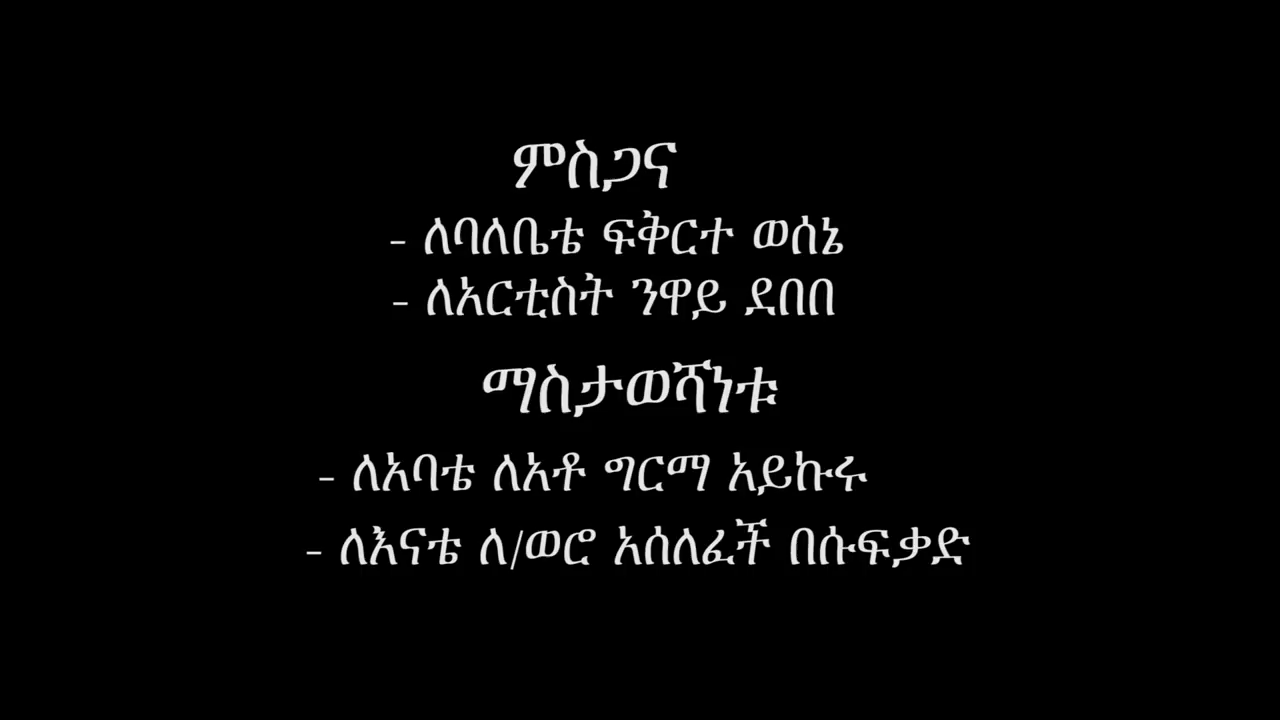 ምስጋና
- ለባለቤቴ ፍቅርተ ወሰኔ
- ለአርቲስት ንዋይ ደበበ
ማስታወሻነቱ
- ለአባቴ ለአቶ ግርማ አይኩሩ
- ለእናቴ ለ/ወሮ አሰለፈች በሱፍቃድ